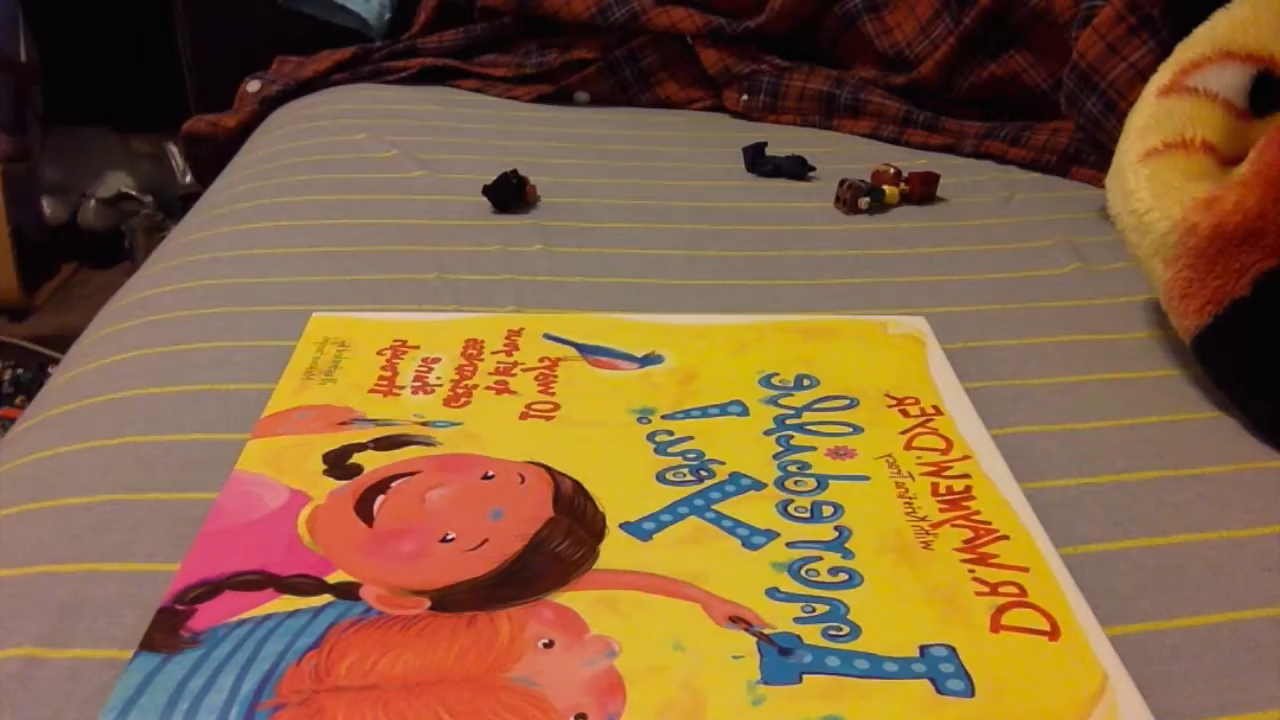 DR. WAYNE W. DYER
with Kristina Tracy
Incredible
You!
10 ways
to let your
greatness
shine
through